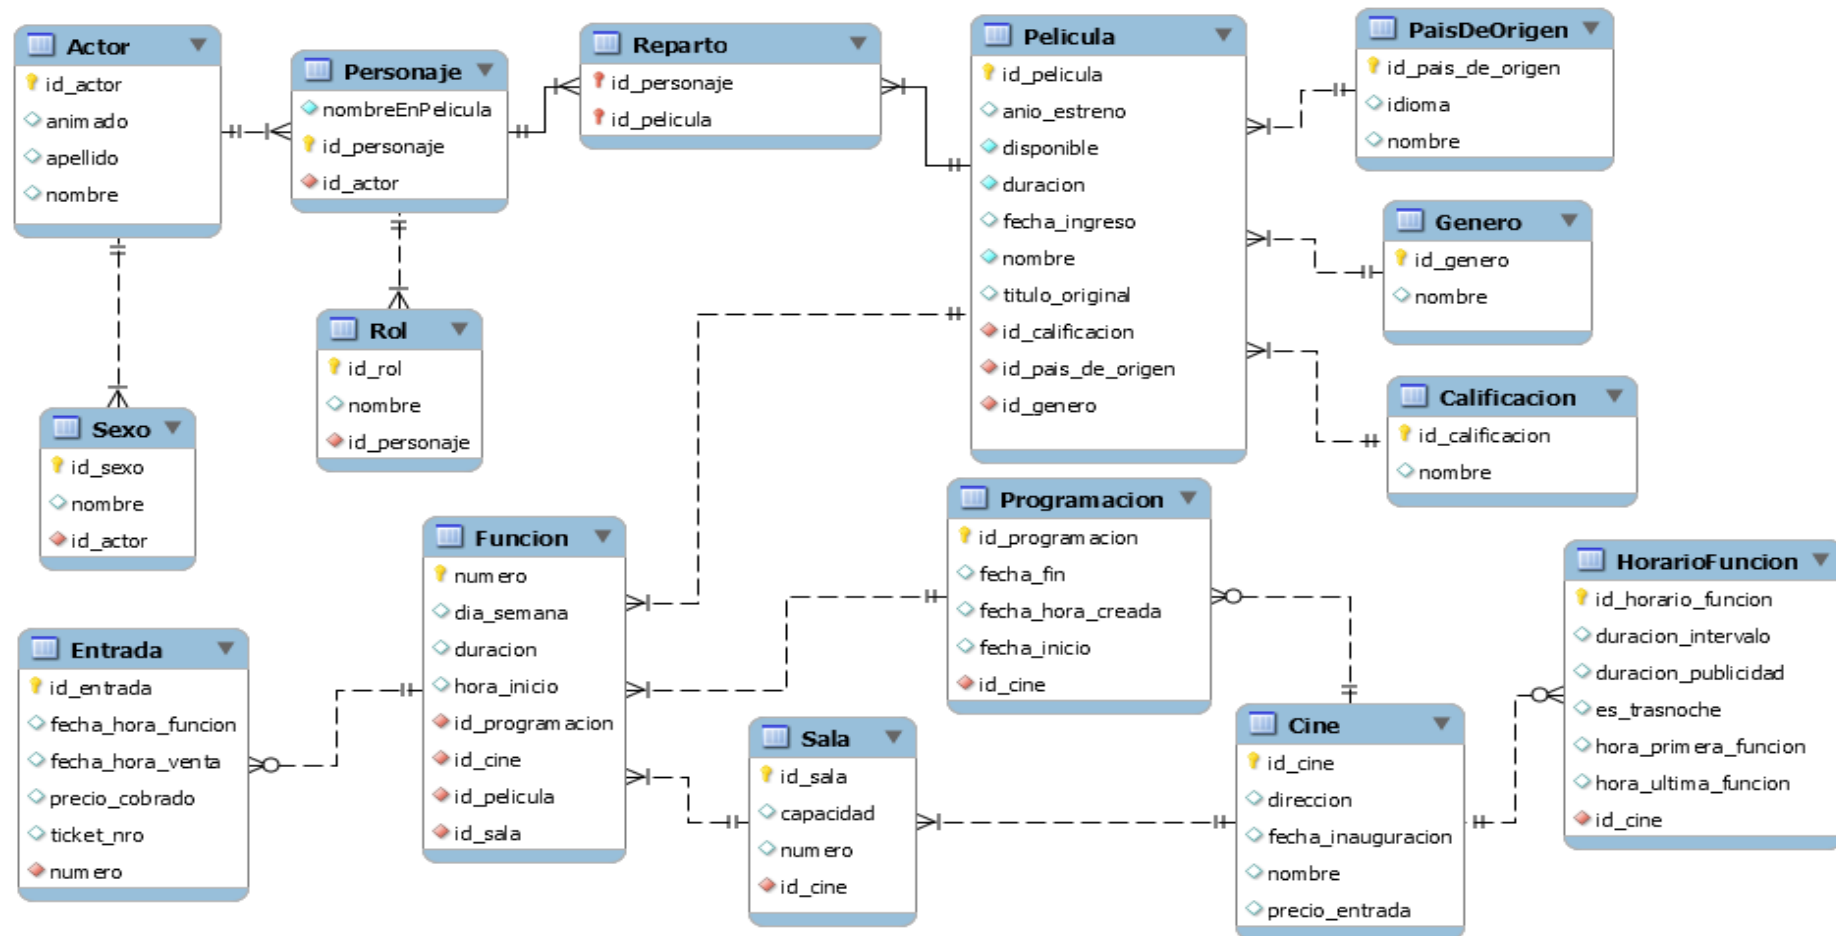 Actor
id_actor
animado
apellido
nombre
Personaje
nombreEnPelicula
id_personaje
id_actor
Reparto
id_personaje
id_pelicula
Pelicula
id_pelicula
anio_estreno
disponible
duracion
fecha_ingreso
nombre
titulo_original
id_calificacion
id_pais_de_origen
id_genero
PaisDeOrigen
id_pais_de_origen
idioma
nombre
Genero
id_genero
nombre
Calificacion
id_calificacion
nombre
Rol
id_rol
nombre
id_personaje
Sexo
id_sexo
nombre
id_actor
Funcion
numero
dia_semana
duracion
hora_inicio
id_programacion
id_cine
id_pelicula
id_sala
Programacion
id_programacion
fecha_fin
fecha_hora_creada
fecha_inicio
id_cine
HorarioFuncion
id_horario_funcion
duracion_intervalo
duracion_publicidad
es_trasnoche
hora_primera_funcion
hora_ultima_funcion
id_cine
Entrada
id_entrada
fecha_hora_funcion
fecha_hora_venta
precio_cobrado
ticket_nro
numero
Sala
id_sala
capacidad
numero
id_cine
Cine
id_cine
direccion
fecha_inauguracion
nombre
precio_entrada